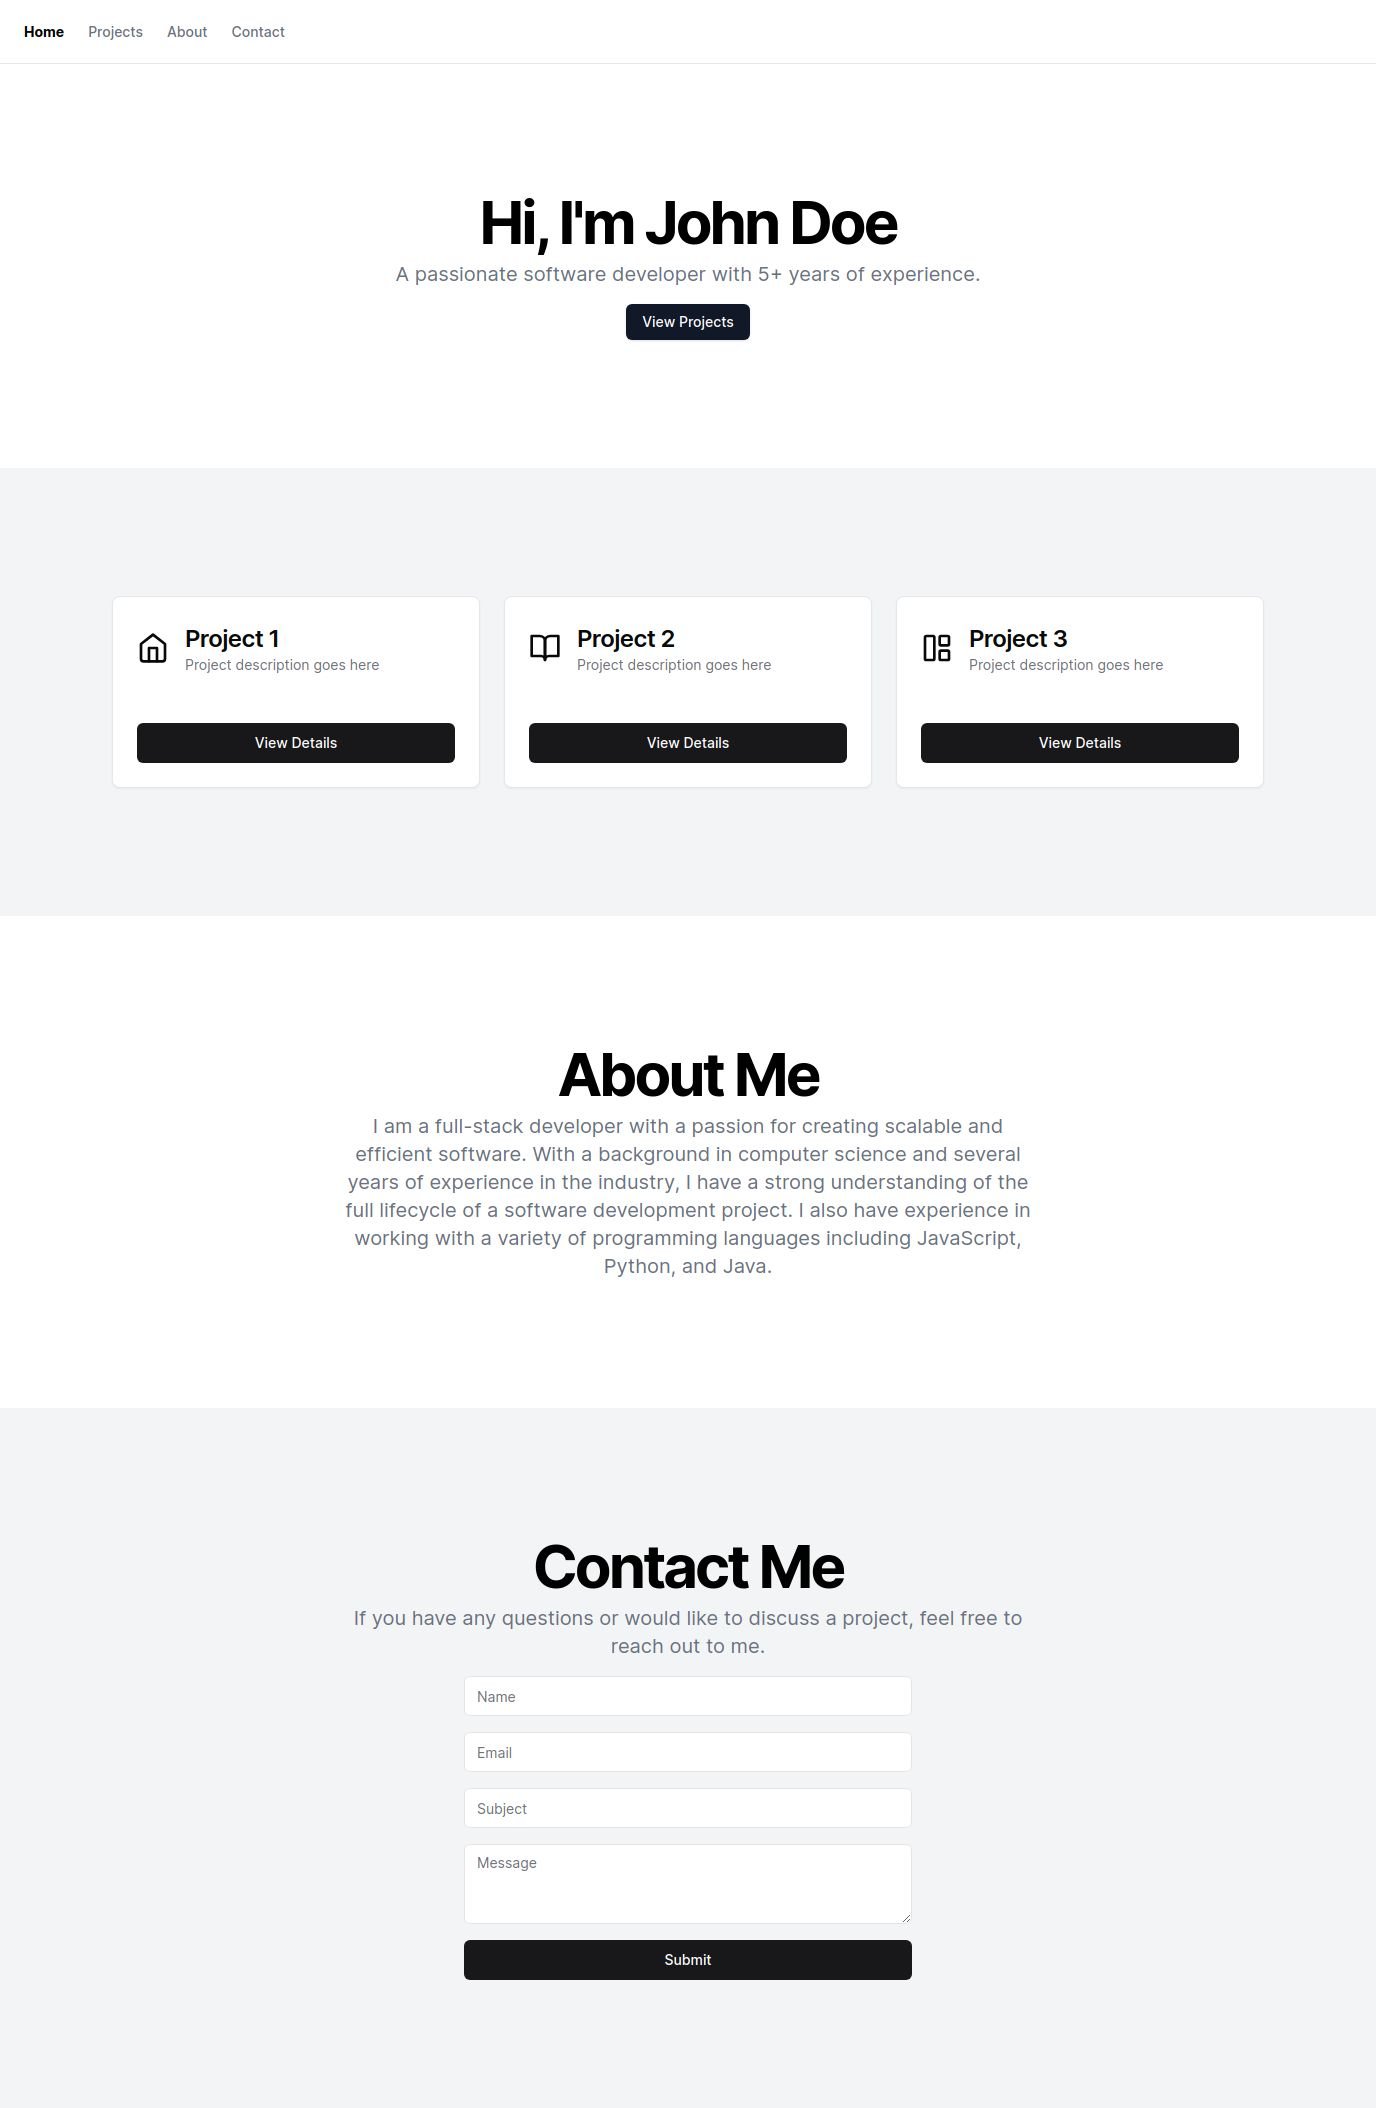 Home Projects About Contact
Hi, I'm John Doe
A passionate software developer with 5+ years of experience.
View Projects
Project 1
Project description goes here
View Details
Project 2
Project description goes here
View Details
Project 3
Project description goes here
View Details
About Me
I am a full-stack developer with a passion for creating scalable and
efficient software. With a background in computer science and several
years of experience in the industry, I have a strong understanding of the
full lifecycle of a software development project. I also have experience in
working with a variety of programming languages including JavaScript,
Python, and Java.
Contact Me
If you have any questions or would like to discuss a project, feel free to
reach out to me.
Name
Email
Subject
Message
Submit